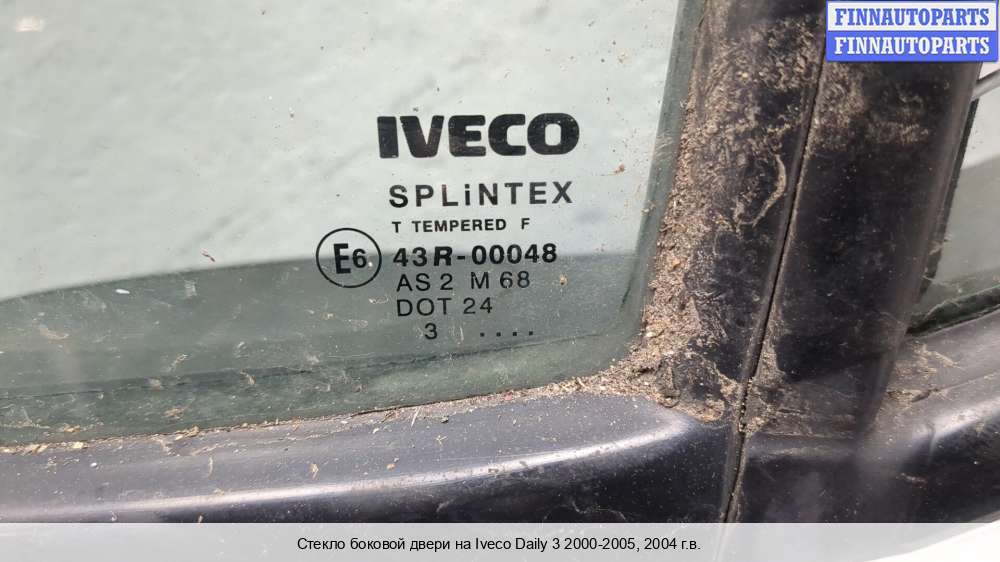 FINNAUTOPARTS
FINNAUTOPARTS
IVECO
SPLiNTEX
T TEMPERED F
E6 43R-00048
AS 2 M 68
DOT 24
3 ....
Стекло боковой двери на Iveco Daily 3 2000-2005, 2004 г.в.